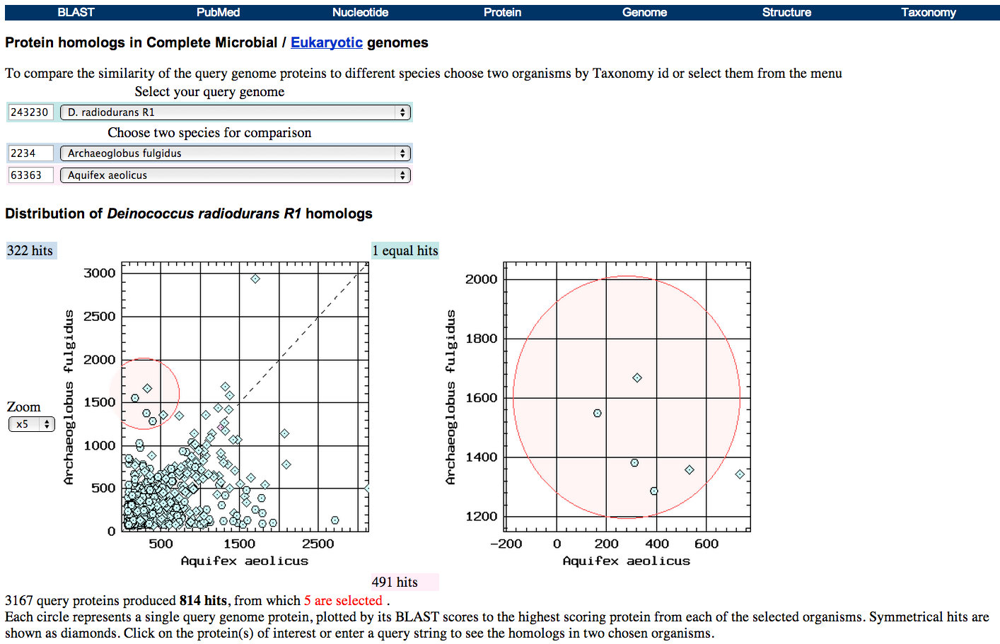 BLAST PubMed Nucleotide Protein Genome Structure Taxonomy
Protein homologs in Complete Microbial / Eukaryotic genomes
To compare the similarity of the query genome proteins to different species choose two organisms by Taxonomy id or select them from the menu
Select your query genome
243230 D. radiodurans R1
Choose two species for comparison
2234 Archaeoglobus fulgidus
63363 Aquifex aeolicus
Distribution of Deinococcus radiodurans R1 homologs
322 hits
1 equal hits
Zoom
x5
Archaeoglobus fulgidus
3000
2500
2000
1500
1000
500
0
500 1500 2500
Aquifex aeolicus
Archaeoglobus fulgidus
2000
1800
1600
1400
1200
-200 0 200 400 600
Aquifex aeolicus
491 hits
3167 query proteins produced 814 hits, from which 5 are selected .
Each circle represents a single query genome protein, plotted by its BLAST scores to the highest scoring protein from each of the selected organisms. Symmetrical hits are
shown as diamonds. Click on the protein(s) of interest or enter a query string to see the homologs in two chosen organisms.